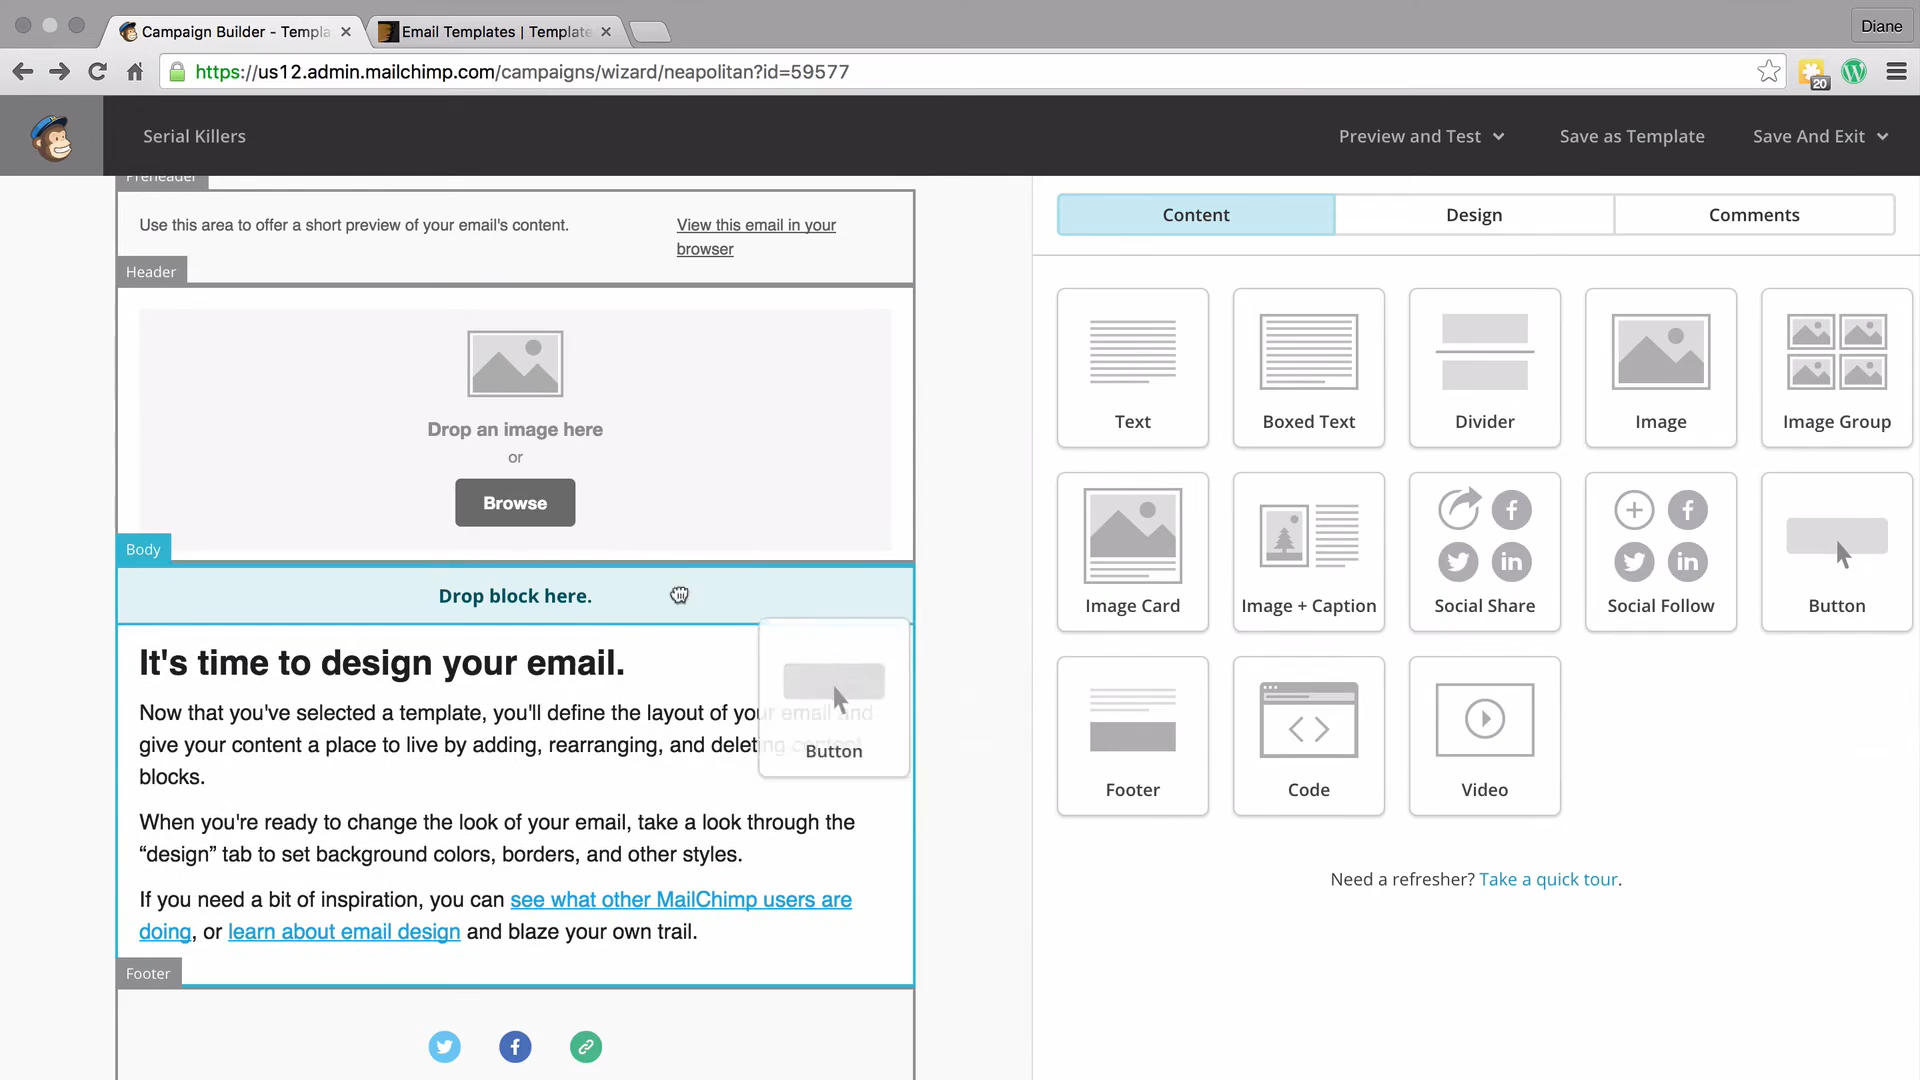 Campaign Builder - Templa
Email Templates | Template
Diane
https://us12.admin.mailchimp.com/campaigns/wizard/neapolitan?id=59577
20
Serial Killers
Preview and Test
Save as Template
Save And Exit
Preheader
Use this area to offer a short preview of your email's content.
View this email in your
browser
Header
Drop an image here
or
Browse
Body
Drop block here.
It's time to design your email.
Now that you've selected a template, you'll define the layout of your email and
give your content a place to live by adding, rearranging, and deleting content
blocks.
Button
When you're ready to change the look of your email, take a look through the
“design” tab to set background colors, borders, and other styles.
If you need a bit of inspiration, you can see what other MailChimp users are
doing, or learn about email design and blaze your own trail.
Footer
Content
Design
Comments
Text
Boxed Text
Divider
Image
Image Group
Image Card
Image + Caption
Social Share
Social Follow
Button
Footer
Code
Video
Need a refresher? Take a quick tour.